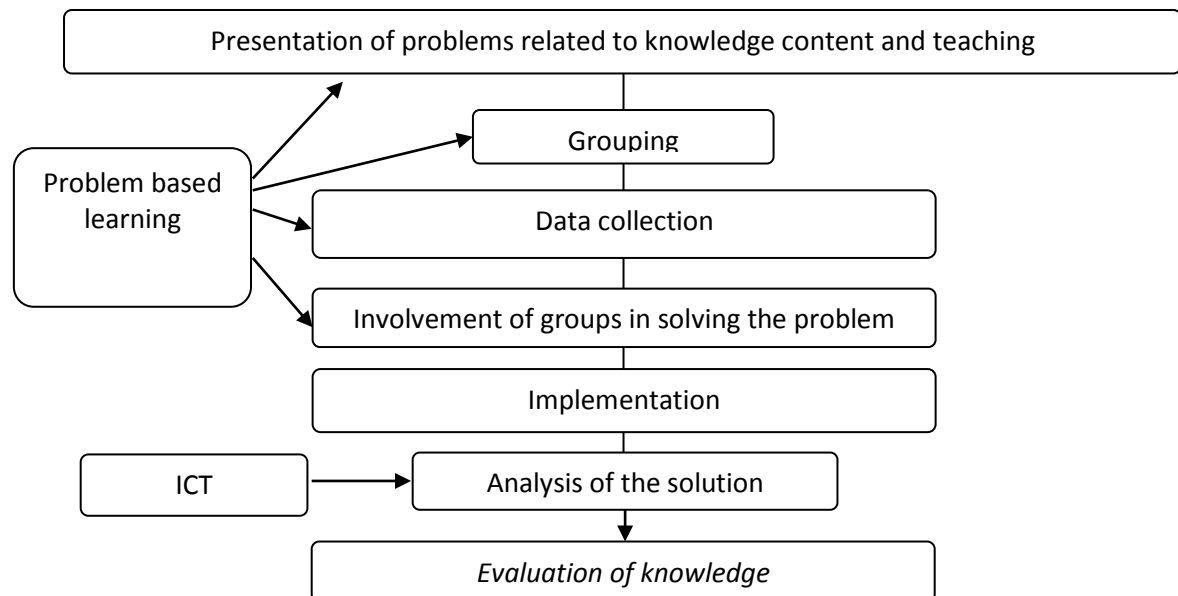 Presentation of problems related to knowledge content and teaching
Grouping
Problem based
learning
Data collection
Involvement of groups in solving the problem
Implementation
ICT
Analysis of the solution
Evaluation of knowledge